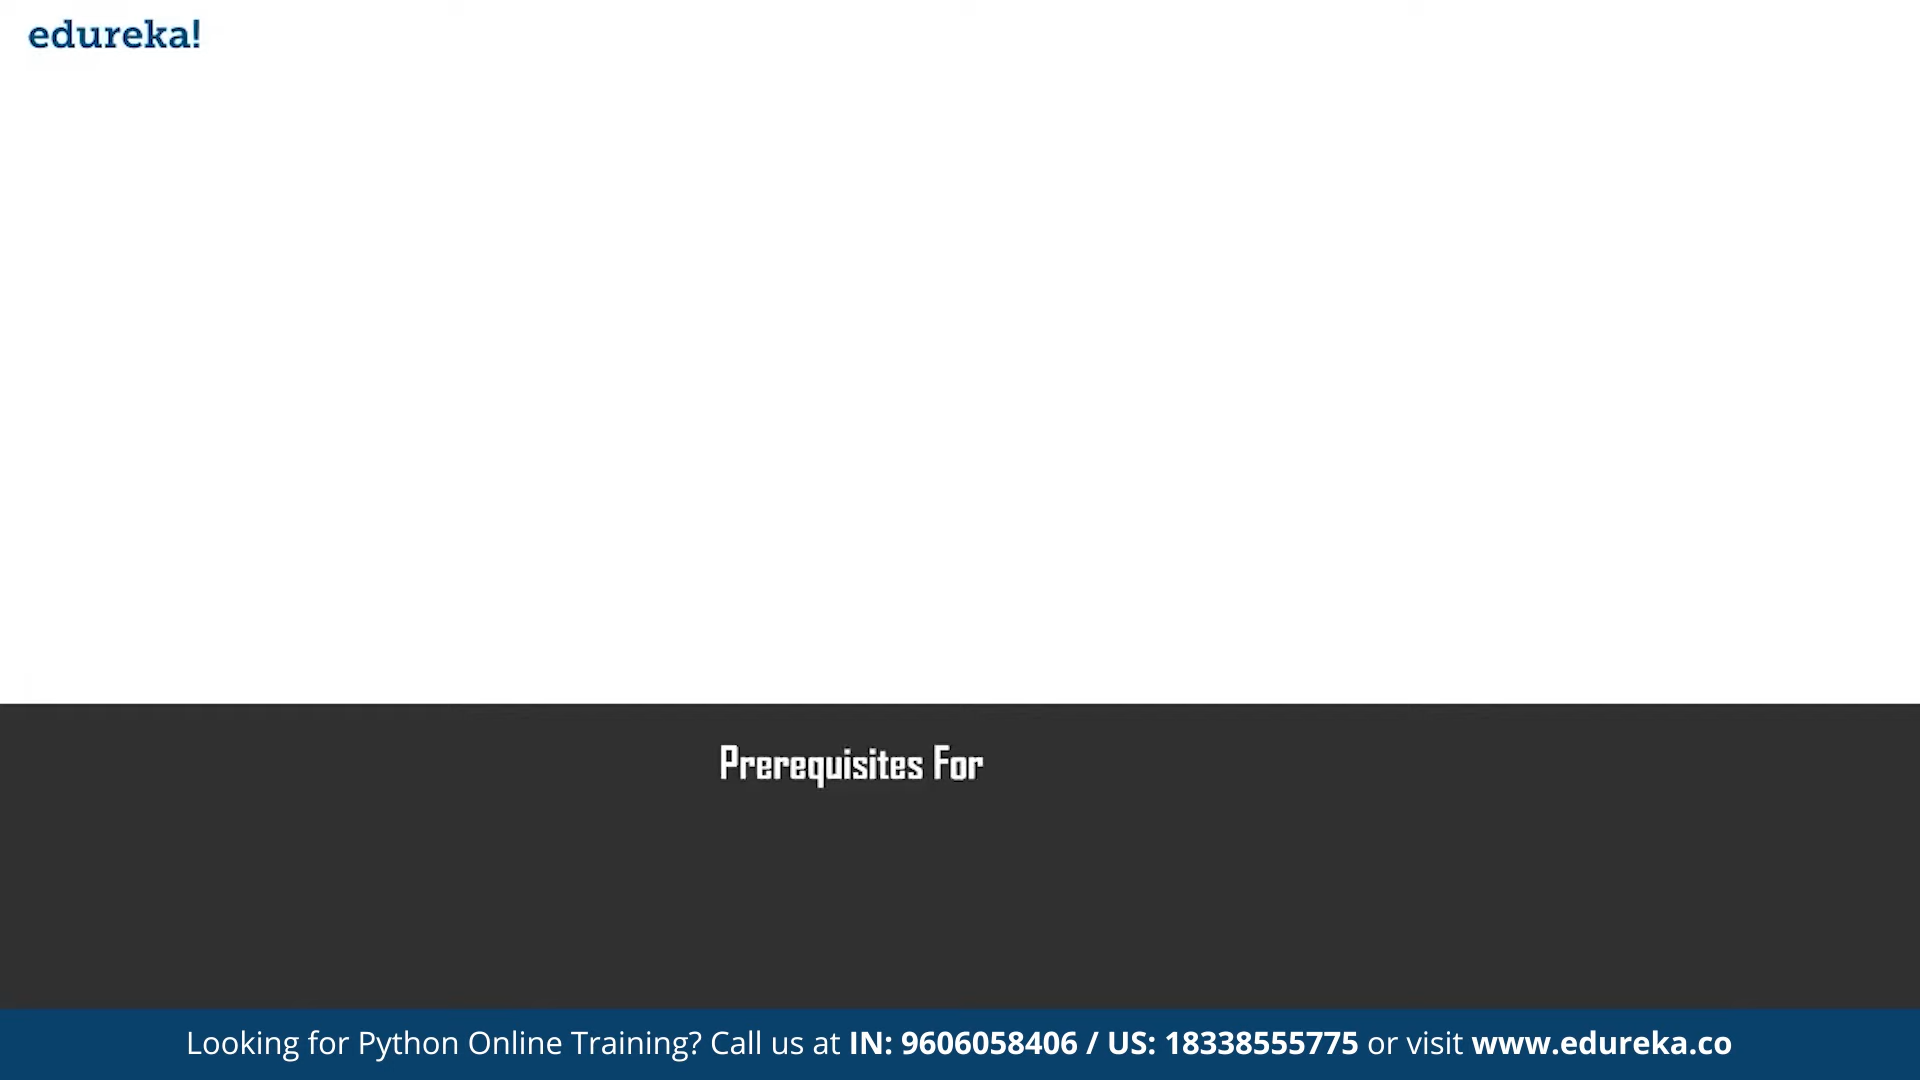 edureka!
Prerequisites For
Looking for Python Online Training? Call us at IN: 9606058406 / US: 18338555775 or visit www.edureka.co